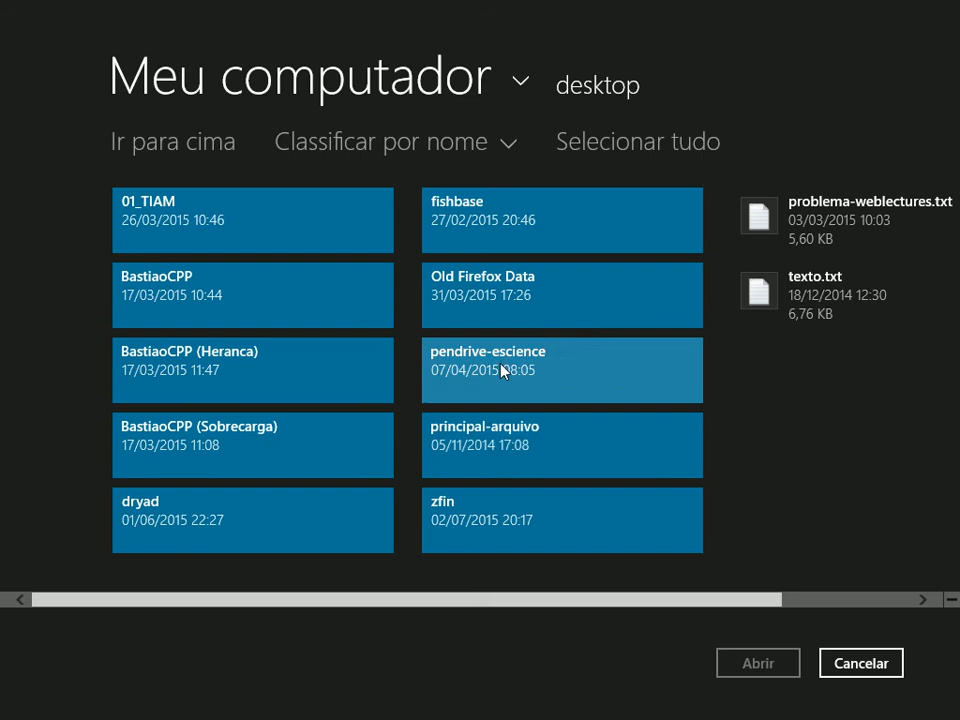 Meu computador
desktop
Ir para cima
Classificar por nome
Selecionar tudo
01_TIAM
26/03/2015 10:46
BastiaoCPP
17/03/2015 10:44
BastiaoCPP (Heranca)
17/03/2015 11:47
BastiaoCPP (Sobrecarga)
17/03/2015 11:08
dryad
01/06/2015 22:27
fishbase
27/02/2015 20:46
Old Firefox Data
31/03/2015 17:26
pendrive-escience
07/04/2015 08:05
principal-arquivo
05/11/2014 17:08
zfin
02/07/2015 20:17
problema-weblectures.txt
03/03/2015 10:03
5,60 KB
texto.txt
18/12/2014 12:30
6,76 KB
Abrir
Cancelar